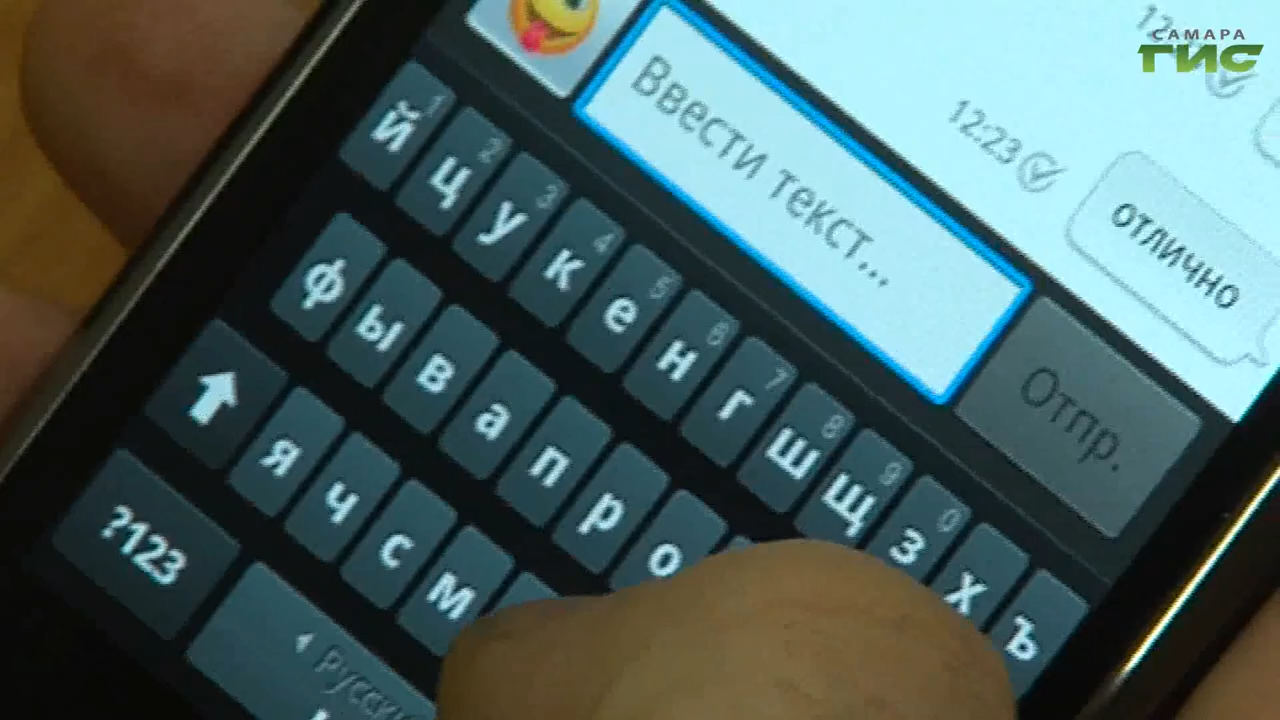 САМАРА
ГИС
12:23
отлично
Ввести текст...
Отпр.
й 1 ц 2 у 3 к 4 е 5 н 6 г 7 ш 8 щ 9 з 0 х ъ
ф ы в а п р о
я ч с м
?123